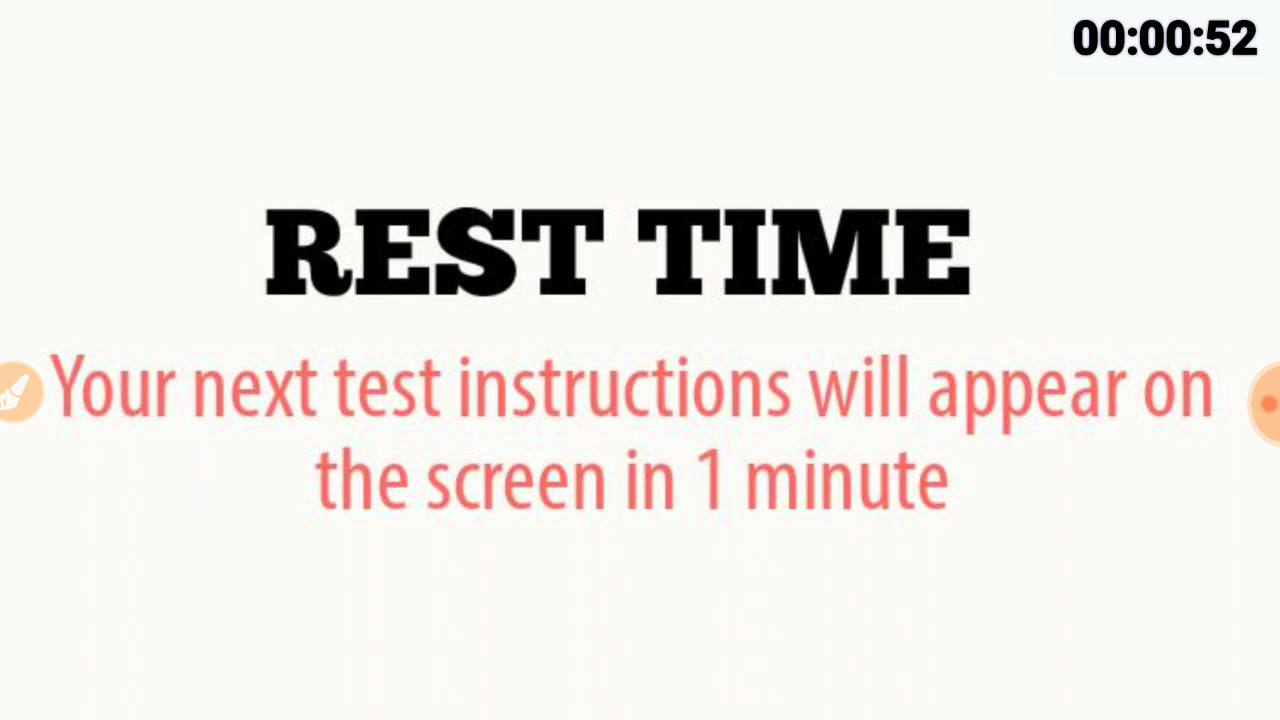 00:00:52
REST TIME
Your next test instructions will appear on
the screen in 1 minute